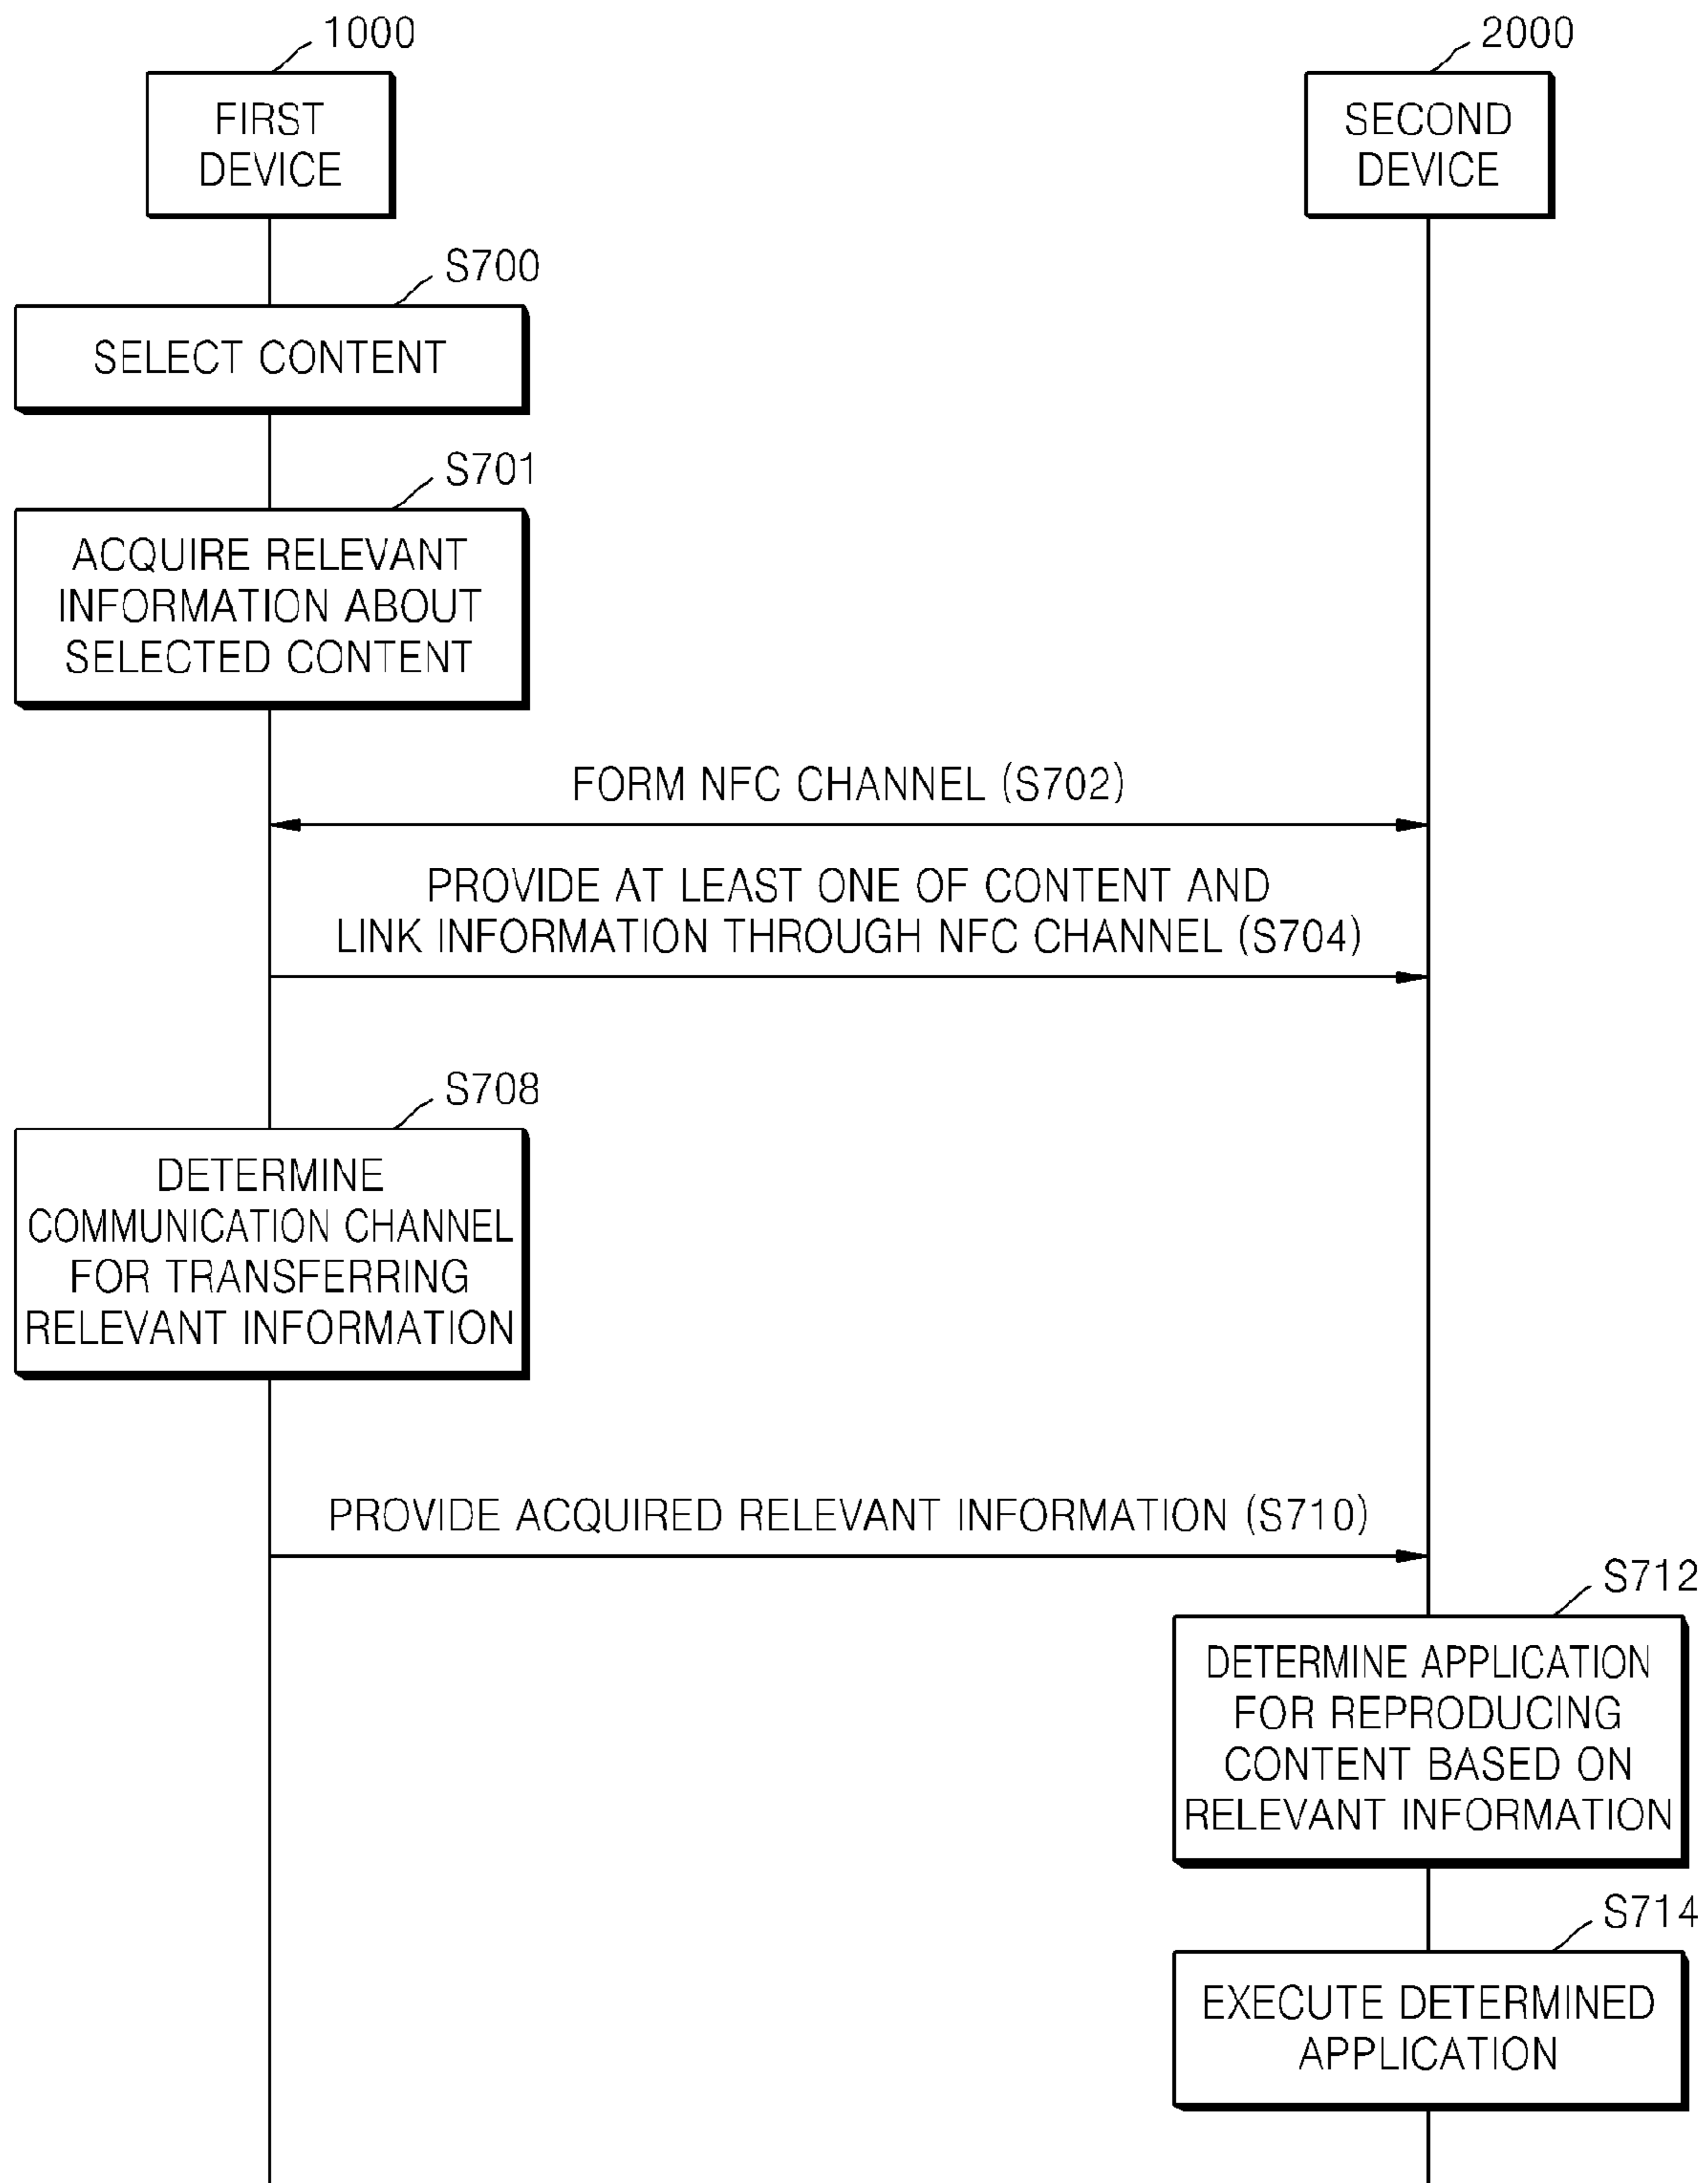 1000
FIRST
DEVICE
2000
SECOND
DEVICE
S700
SELECT CONTENT
S701
ACQUIRE RELEVANT
INFORMATION ABOUT
SELECTED CONTENT
FORM NFC CHANNEL (S702)
PROVIDE AT LEAST ONE OF CONTENT AND
LINK INFORMATION THROUGH NFC CHANNEL (S704)
S708
DETERMINE
COMMUNICATION CHANNEL
FOR TRANSFERRING
RELEVANT INFORMATION
PROVIDE ACQUIRED RELEVANT INFORMATION (S710)
S712
DETERMINE APPLICATION
FOR REPRODUCING
CONTENT BASED ON
RELEVANT INFORMATION
S714
EXECUTE DETERMINED
APPLICATION